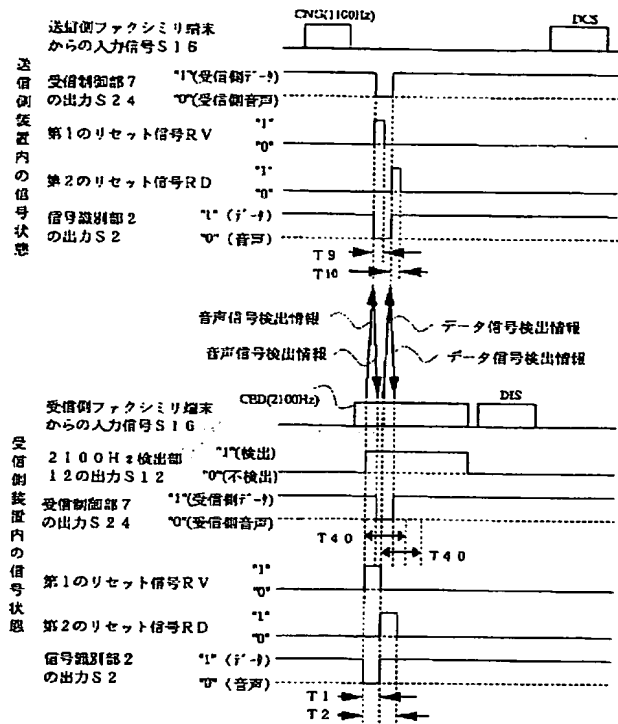 CNG(1100Hz)
DCS
送信側ファクシミリ端末
からの入力信号S16
送信側装置内の信号状態
受信制御部7
の出力S24
"1"(受信側データ)
"0"(受信側音声)
第1のリセット信号RV
"1"
"0"
第2のリセット信号RD
"1"
"0"
信号識別部2
の出力S2
"1"(データ)
"0"(音声)
T9
T10
音声信号検出情報
データ信号検出情報
音声信号検出情報
データ信号検出情報
CED(2100Hz)
DIS
受信側ファクシミリ端末
からの入力信号S16
受信側装置内の信号状態
2100Hz検出部
12の出力S12
"1"(検出)
"0"(不検出)
受信制御部7
の出力S24
"1"(受信側データ)
"0"(受信側音声)
T40
T40
第1のリセット信号RV
"1"
"0"
第2のリセット信号RD
"1"
"0"
信号識別部2
の出力S2
"1"(データ)
"0"(音声)
T1
T2